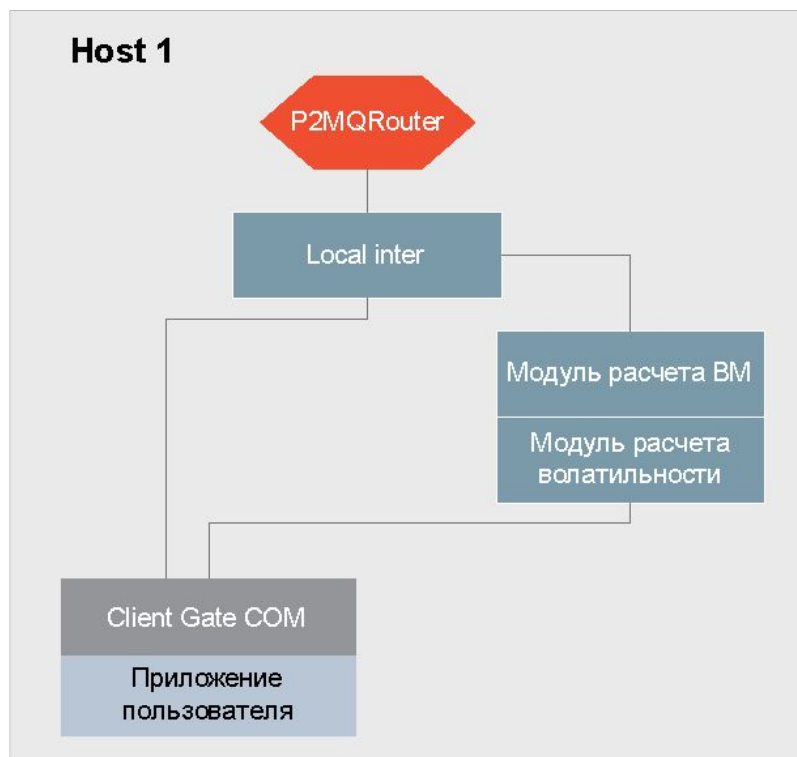 Host 1
P2MQRouter
Local inter
Модуль расчета ВМ
Модуль расчета
волатильности
Client Gate COM
Приложение
пользователя